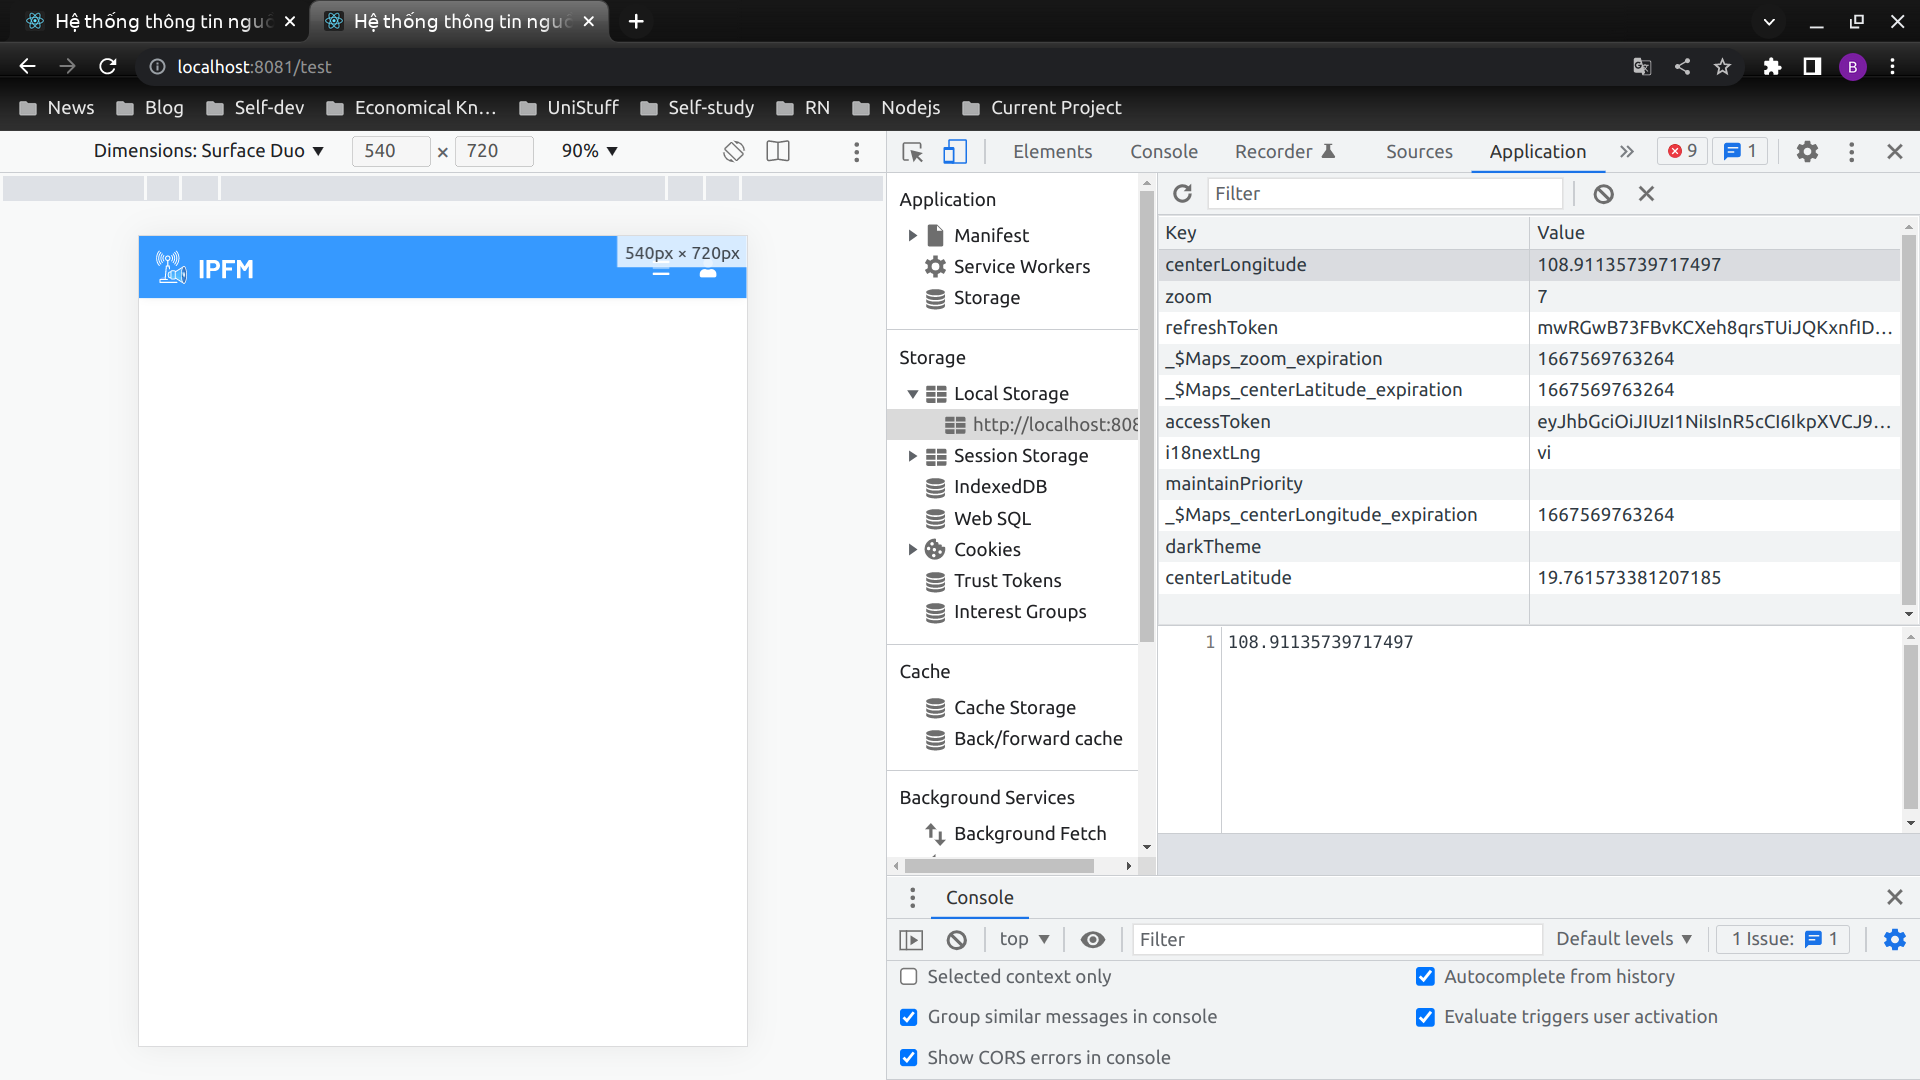 Hệ thống thông tin nguồ
Hệ thống thông tin nguồ
localhost:8081/test
B
News
Blog
Self-dev
Economical Kn…
UniStuff
Self-study
RN
Nodejs
Current Project
Dimensions: Surface Duo ▼
540 × 720
90% ▼
Elements
Console
Recorder
Sources
Application
9
1
IPFM
540px × 720px
Application
Manifest
Service Workers
Storage
Storage
Local Storage
http://localhost:808
Session Storage
IndexedDB
Web SQL
Cookies
Trust Tokens
Interest Groups
Cache
Cache Storage
Back/forward cache
Background Services
Background Fetch
Filter
Key Value
centerLongitude 108.91135739717497
zoom 7
refreshToken mwRGwB73FBvKCXeh8qrsTUiJQKxnfID…
_$Maps_zoom_expiration 1667569763264
_$Maps_centerLatitude_expiration 1667569763264
accessToken eyJhbGciOiJIUzI1NiIsInR5cCI6IkpXVCJ9…
i18nextLng vi
maintainPriority
_$Maps_centerLongitude_expiration 1667569763264
darkTheme
centerLatitude 19.761573381207185
1 108.91135739717497
Console
top ▼
Filter
Default levels ▼
1 Issue: 1
Selected context only
Autocomplete from history
Group similar messages in console
Evaluate triggers user activation
Show CORS errors in console